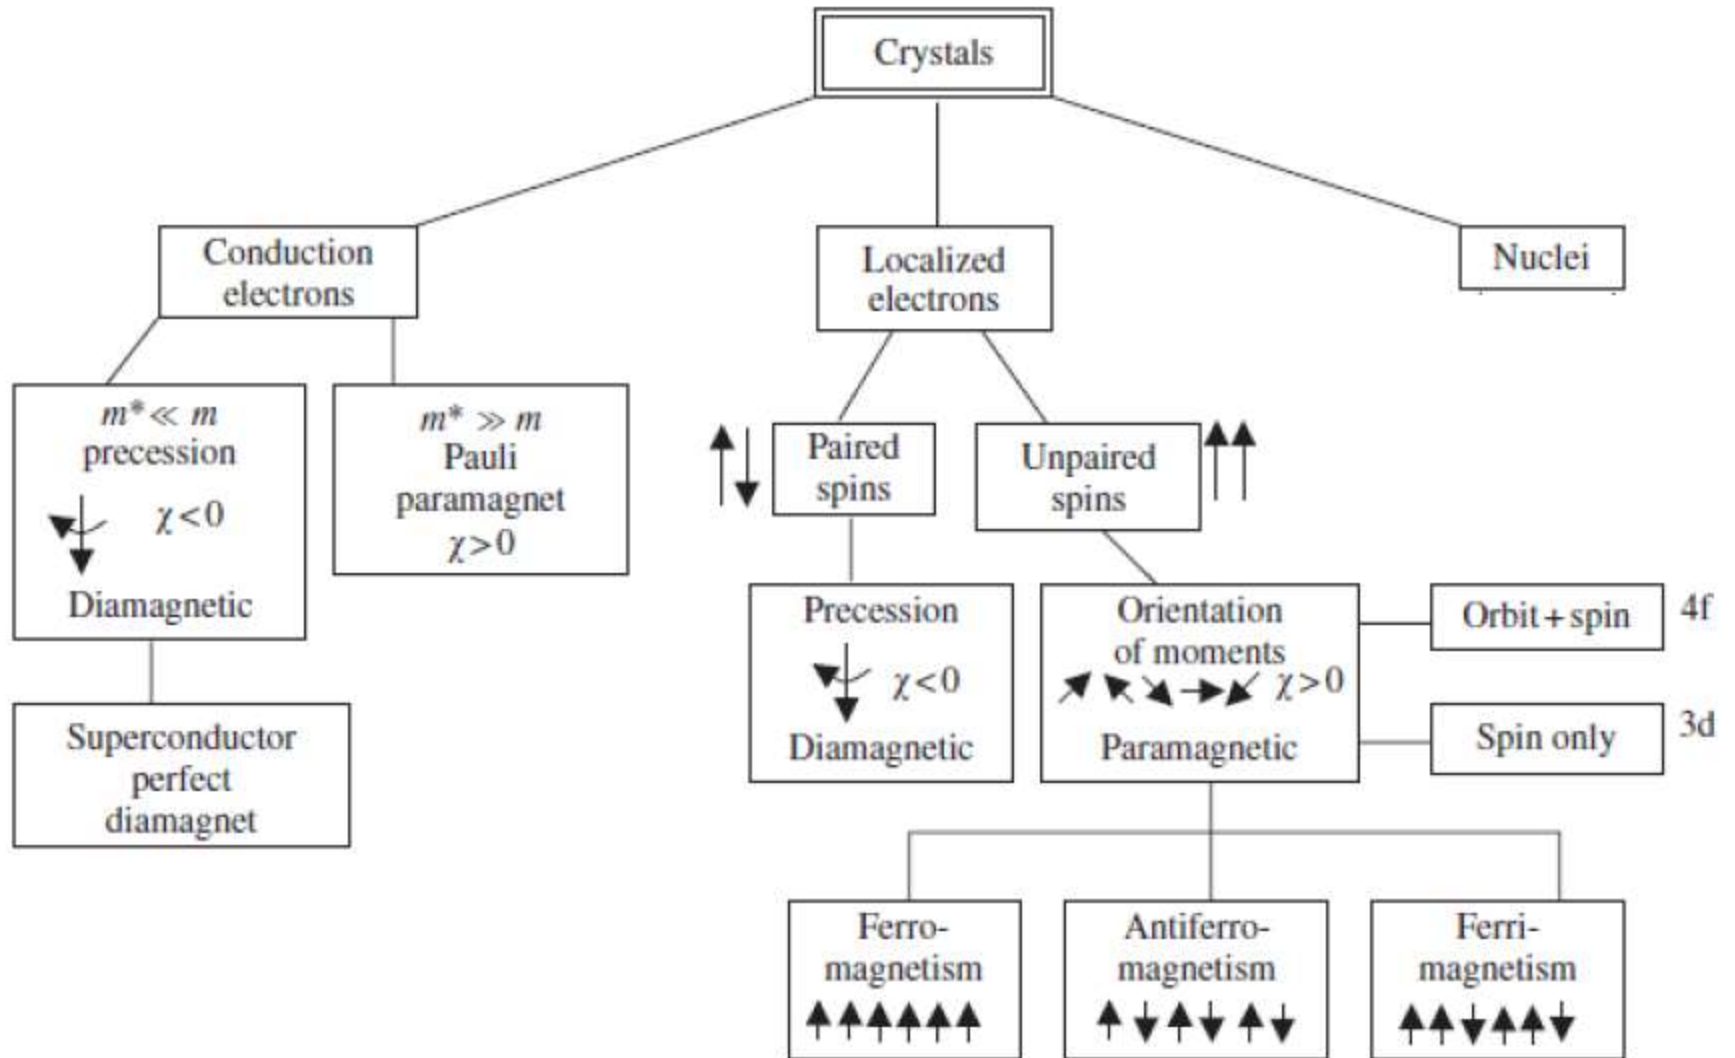 Crystals
Conduction
electrons
Localized
electrons
Nuclei
m* ≪ m
precession
χ<0
Diamagnetic
m* ≫ m
Pauli
paramagnet
χ>0
Paired
spins
Unpaired
spins
Superconductor
perfect
diamagnet
Precession
χ<0
Diamagnetic
Orientation
of moments
χ>0
Paramagnetic
Orbit + spin
4f
Spin only
3d
Ferro-
magnetism
Antiferro-
magnetism
Ferri-
magnetism